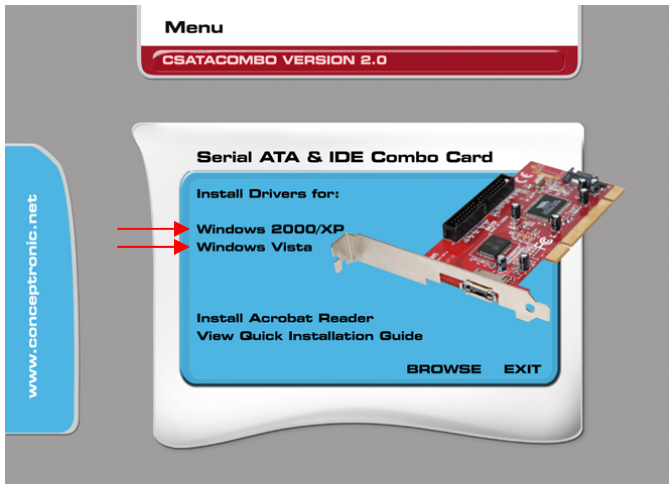 Menu
CSATACOMBO VERSION 2.0
www.conceptronic.net
Serial ATA & IDE Combo Card
Install Drivers for:
Windows 2000/XP
Windows Vista
Install Acrobat Reader
View Quick Installation Guide
BROWSE EXIT